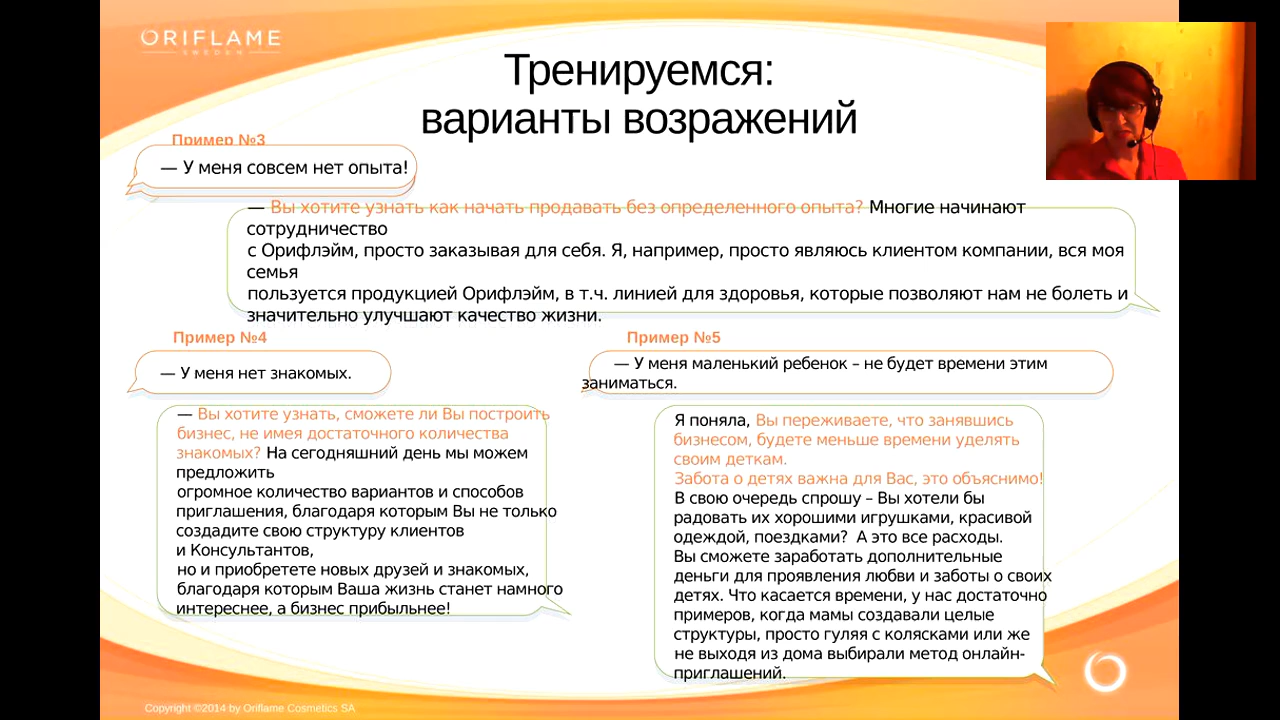 ORIFLAME
SWEDEN
Тренируемся:
варианты возражений
Пример №3
— У меня совсем нет опыта!
— Вы хотите узнать как начать продавать без определенного опыта? Многие начинают
сотрудничество
с Орифлэйм, просто заказывая для себя. Я, например, просто являюсь клиентом компании, вся моя
семья
пользуется продукцией Орифлэйм, в т.ч. линией для здоровья, которые позволяют нам не болеть и
значительно улучшают качество жизни.
Пример №4
— У меня нет знакомых.
— Вы хотите узнать, сможете ли Вы построить
бизнес, не имея достаточного количества
знакомых? На сегодняшний день мы можем
предложить
огромное количество вариантов и способов
приглашения, благодаря которым Вы не только
создадите свою структуру клиентов
и Консультантов,
но и приобретете новых друзей и знакомых,
благодаря которым Ваша жизнь станет намного
интереснее, а бизнес прибыльнее!
Пример №5
— У меня маленький ребенок – не будет времени этим
заниматься.
Я поняла, Вы переживаете, что занявшись
бизнесом, будете меньше времени уделять
своим деткам.
Забота о детях важна для Вас, это объяснимо!
В свою очередь спрошу – Вы хотели бы
радовать их хорошими игрушками, красивой
одеждой, поездками? А это все расходы.
Вы сможете заработать дополнительные
деньги для проявления любви и заботы о своих
детях. Что касается времени, у нас достаточно
примеров, когда мамы создавали целые
структуры, просто гуляя с колясками или же
не выходя из дома выбирали метод онлайн-
приглашений.
Copyright ©2014 by Oriflame Cosmetics SA